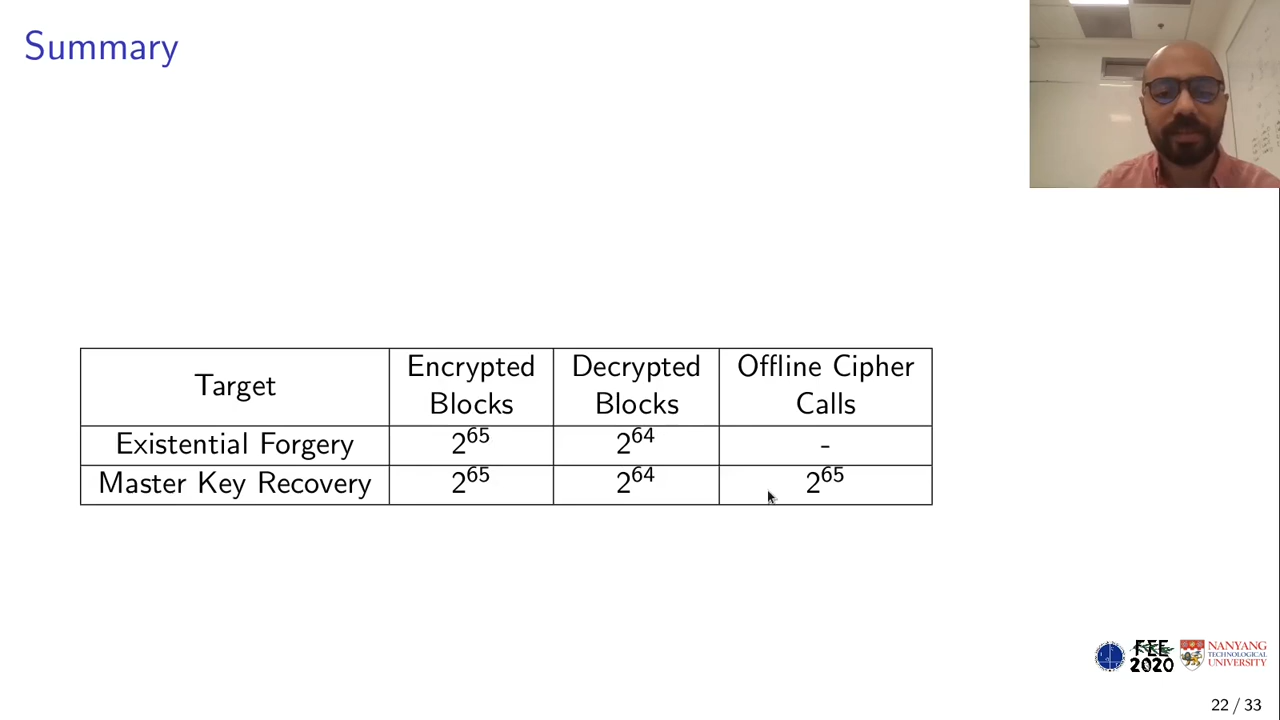 Summary
Target Encrypted Blocks Decrypted Blocks Offline Cipher Calls
Existential Forgery 2^65 2^64 -
Master Key Recovery 2^65 2^64 2^65
FEE 2020
NANYANG
TECHNOLOGICAL
UNIVERSITY
22 / 33